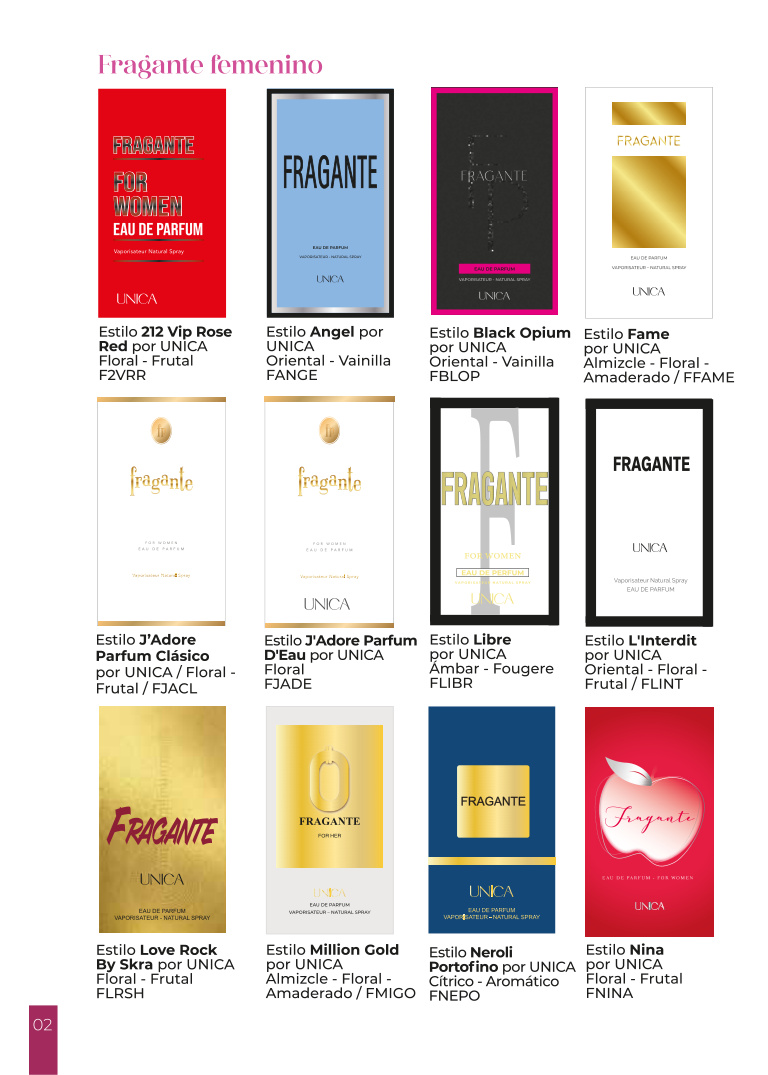 Fragante femenino
FRAGANTE
FOR
WOMEN
EAU DE PARFUM
Vaporisateur Natural Spray
UNICA
Estilo 212 Vip Rose
Red por UNICA
Floral - Frutal
F2VRR
FRAGANTE
EAU DE PARFUM
VAPORISATEUR - NATURAL SPRAY
UNICA
Estilo Angel por
UNICA
Oriental - Vainilla
FANGE
FRAGANTE
EAU DE PARFUM
VAPORISATEUR - NATURAL SPRAY
UNICA
Estilo Black Opium
por UNICA
Oriental - Vainilla
FBLOP
FRAGANTE
EAU DE PARFUM
VAPORISATEUR - NATURAL SPRAY
UNICA
Estilo Fame
por UNICA
Almizcle - Floral -
Amaderado / FFAME
fr
fragante
FOR WOMEN
EAU DE PARFUM
Vaporisateur Natural Spray
Estilo J’Adore
Parfum Clásico
por UNICA / Floral -
Frutal / FJACL
fr
fragante
FOR WOMEN
EAU DE PARFUM
Vaporisateur Natural Spray
UNICA
Estilo J'Adore Parfum
D'Eau por UNICA
Floral
FJADE
F
FRAGANTE
FOR WOMEN
EAU DE PARFUM
VAPORISATEUR - NATURAL SPRAY
UNICA
Estilo Libre
por UNICA
Ámbar - Fougere
FLIBR
FRAGANTE
UNICA
Vaporisateur Natural Spray
EAU DE PARFUM
Estilo L'Interdit
por UNICA
Oriental - Floral -
Frutal / FLINT
FRAGANTE
UNICA
EAU DE PARFUM
VAPORISATEUR - NATURAL SPRAY
Estilo Love Rock
By Skra por UNICA
Floral - Frutal
FLRSH
FRAGANTE
FOR HER
UNICA
EAU DE PARFUM
VAPORISATEUR - NATURAL SPRAY
Estilo Million Gold
por UNICA
Almizcle - Floral -
Amaderado / FMIGO
FRAGANTE
UNICA
EAU DE PARFUM
VAPORISATEUR - NATURAL SPRAY
Estilo Neroli
Portofino por UNICA
Cítrico - Aromático
FNEPO
Fragante
EAU DE PARFUM - FOR WOMEN
UNICA
Estilo Nina
por UNICA
Floral - Frutal
FNINA
02